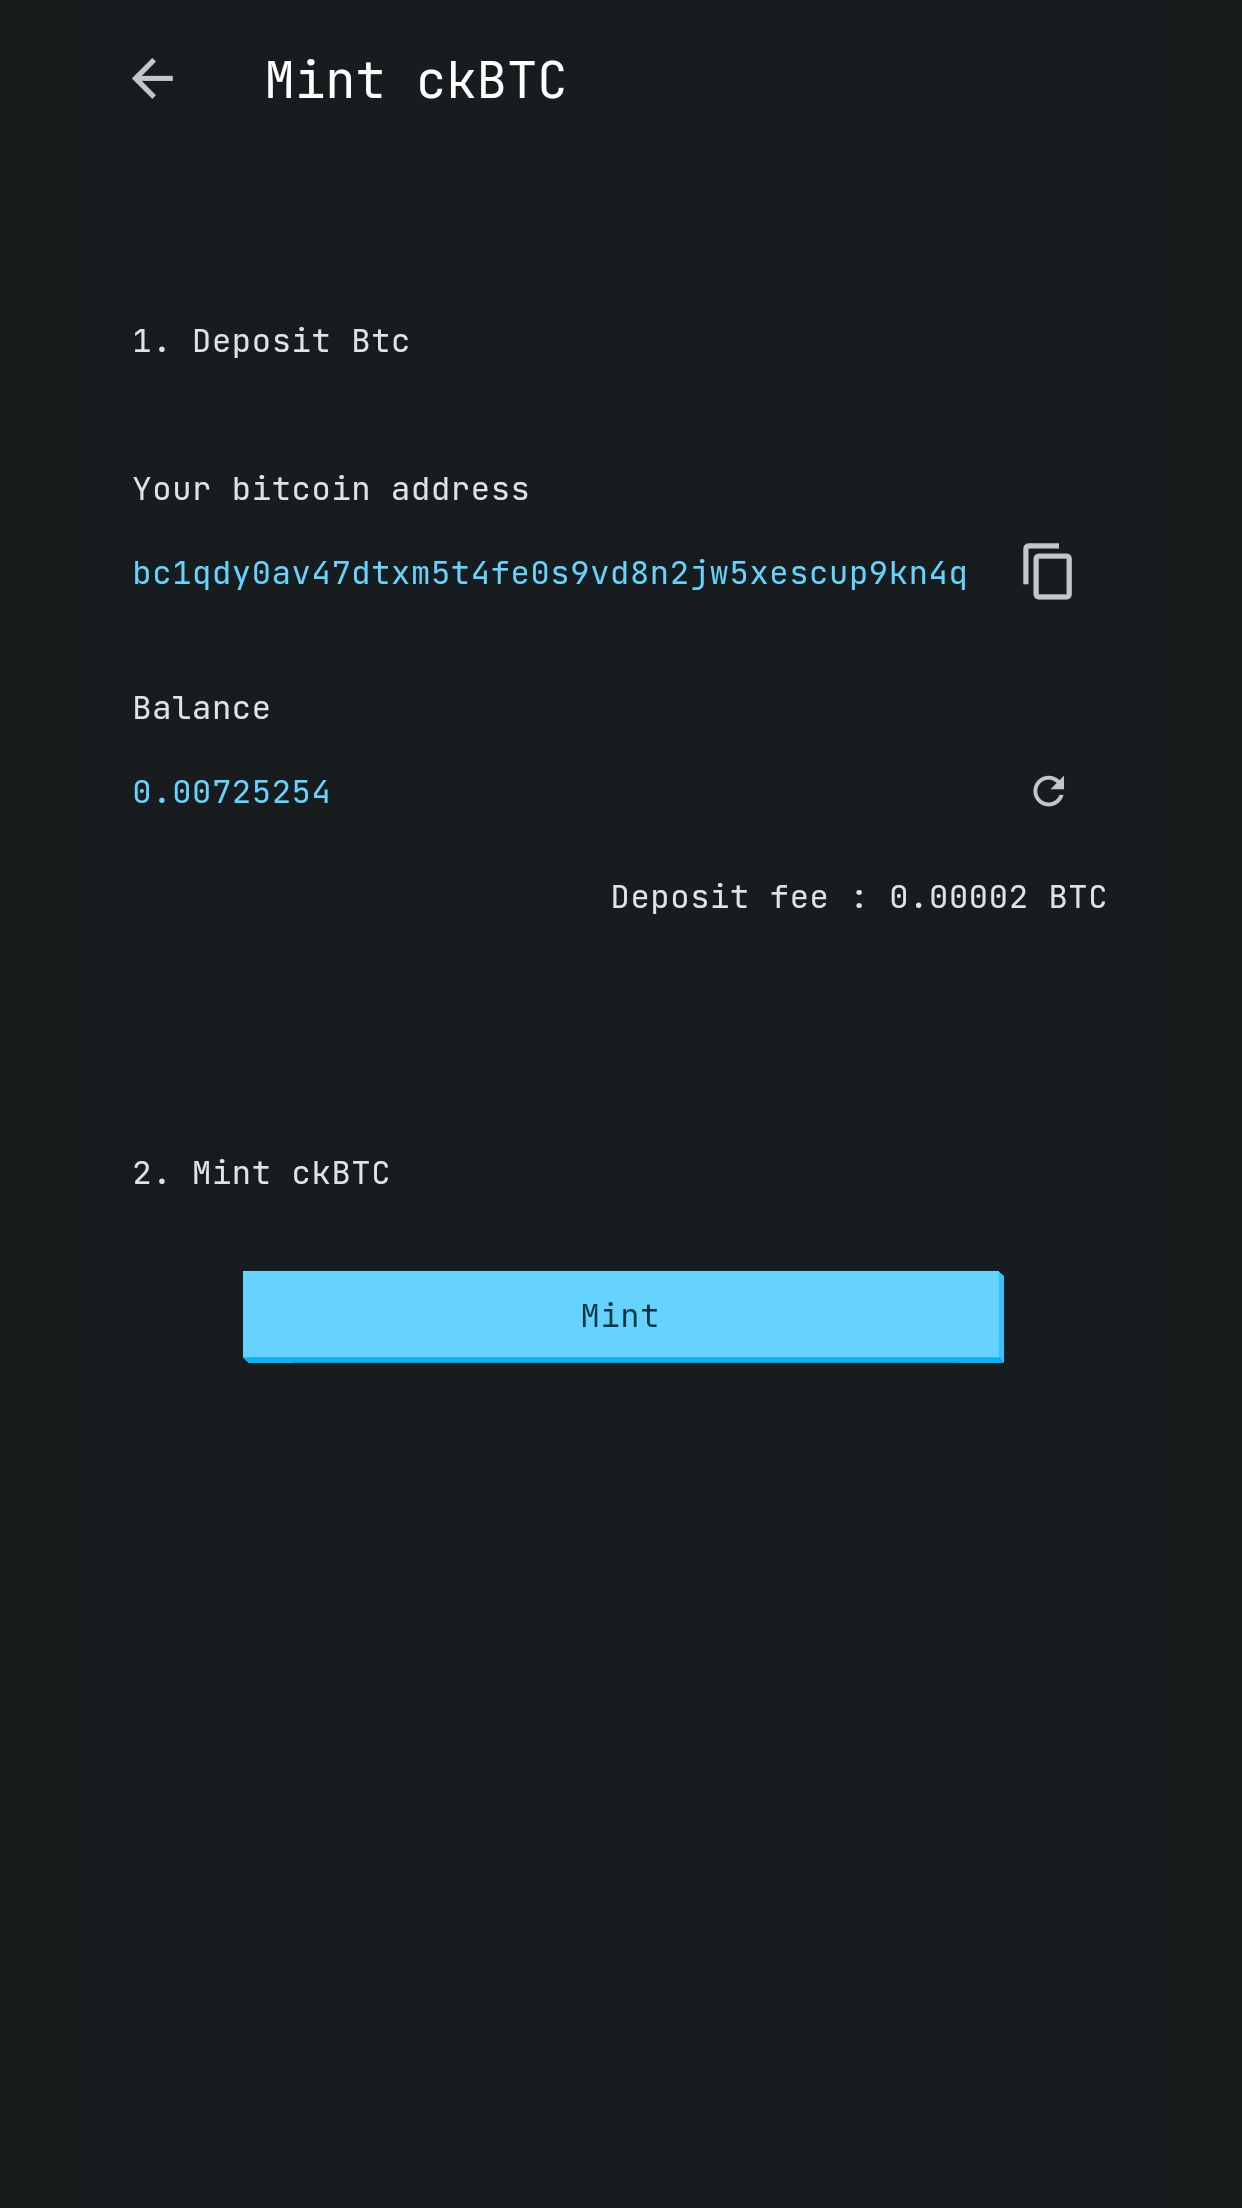 Mint ckBTC
1. Deposit Btc
Your bitcoin address
bc1qdy0av47dtxm5t4fe0s9vd8n2jw5xescup9kn4q
Balance
0.00725254
Deposit fee : 0.00002 BTC
2. Mint ckBTC
Mint